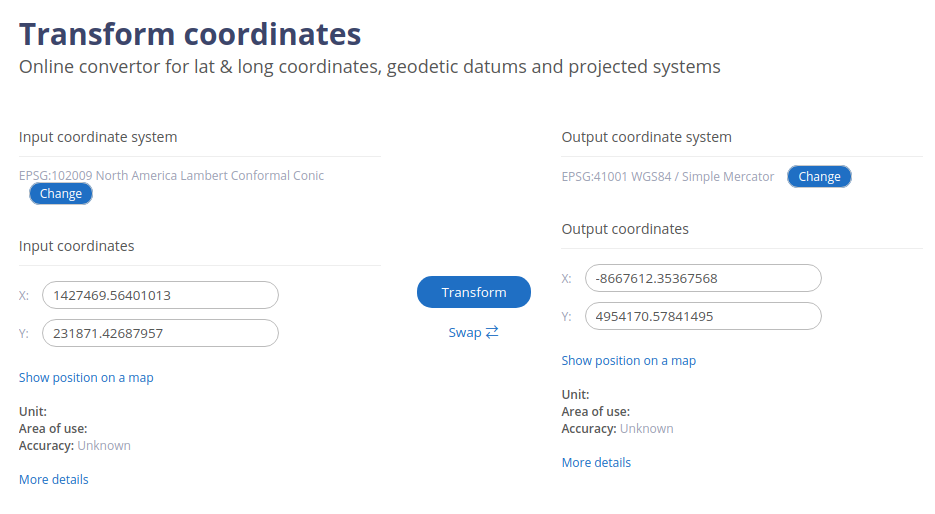 Transform coordinates
Online convertor for lat & long coordinates, geodetic datums and projected systems
Input coordinate system
EPSG:102009 North America Lambert Conformal Conic
Change
Input coordinates
X: 1427469.56401013
Y: 231871.42687957
Show position on a map
Unit:
Area of use:
Accuracy: Unknown
More details
Transform
Swap ⇄
Output coordinate system
EPSG:41001 WGS84 / Simple Mercator Change
Output coordinates
X: -8667612.35367568
Y: 4954170.57841495
Show position on a map
Unit:
Area of use:
Accuracy: Unknown
More details